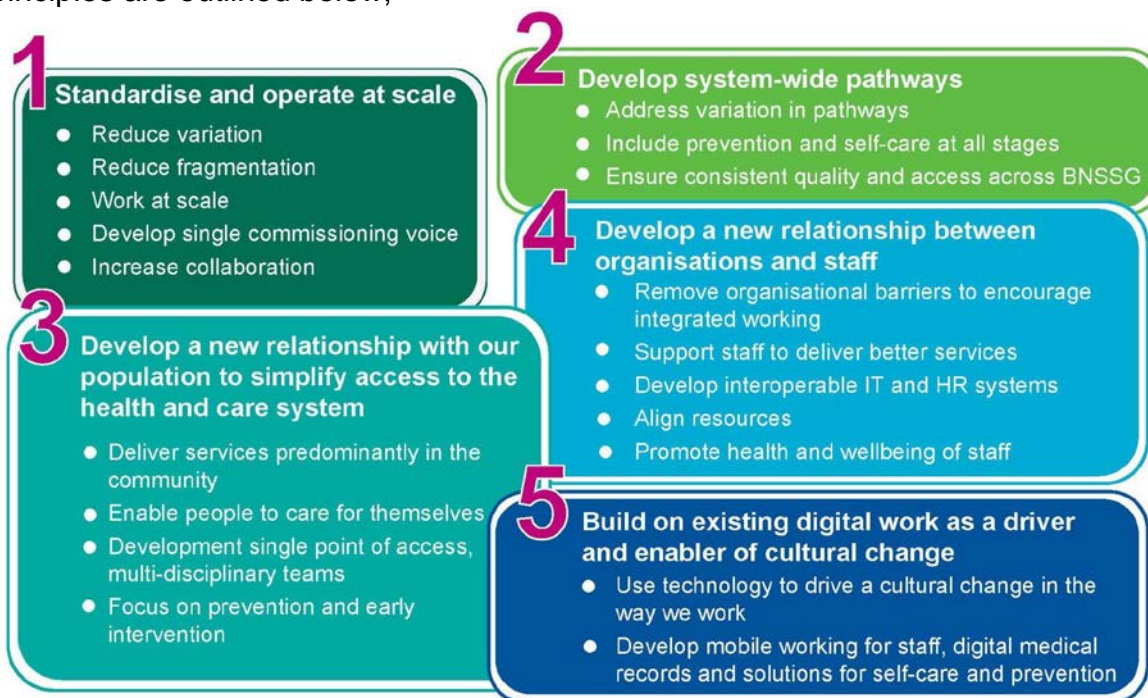 principles are outlined below;
1
Standardise and operate at scale
● Reduce variation
● Reduce fragmentation
● Work at scale
● Develop single commissioning voice
● Increase collaboration
2
Develop system-wide pathways
● Address variation in pathways
● Include prevention and self-care at all stages
● Ensure consistent quality and access across BNSSG
3
Develop a new relationship with our
population to simplify access to the
health and care system
● Deliver services predominantly in the
community
● Enable people to care for themselves
● Development single point of access,
multi-disciplinary teams
● Focus on prevention and early
intervention
4
Develop a new relationship between
organisations and staff
● Remove organisational barriers to encourage
integrated working
● Support staff to deliver better services
● Develop interoperable IT and HR systems
● Align resources
● Promote health and wellbeing of staff
5
Build on existing digital work as a driver
and enabler of cultural change
● Use technology to drive a cultural change in the
way we work
● Develop mobile working for staff, digital medical
records and solutions for self-care and prevention